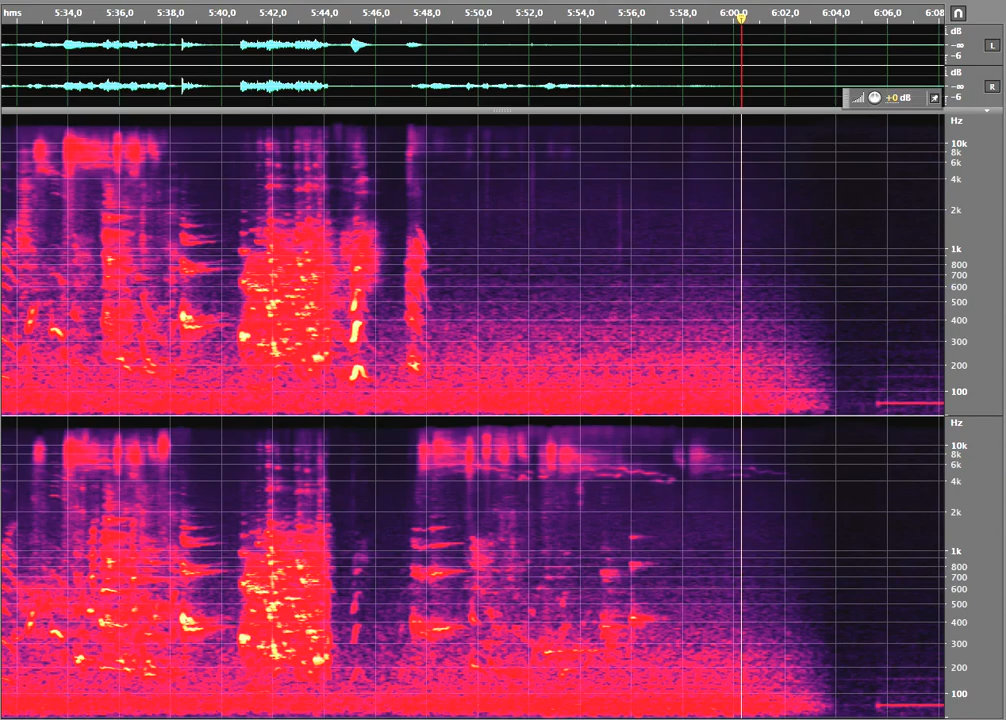 hms 5:34,0 5:36,0 5:38,0 5:40,0 5:42,0 5:44,0 5:46,0 5:48,0 5:50,0 5:52,0 5:54,0 5:56,0 5:58,0 6:00,0 6:02,0 6:04,0 6:06,0 6:08
dB
-∞ L
-6
dB
-∞ R
-6
+0 dB
Hz
10k
8k
6k
4k
2k
1k
800
700
600
500
400
300
200
100
Hz
10k
8k
6k
4k
2k
1k
800
700
600
500
400
300
200
100